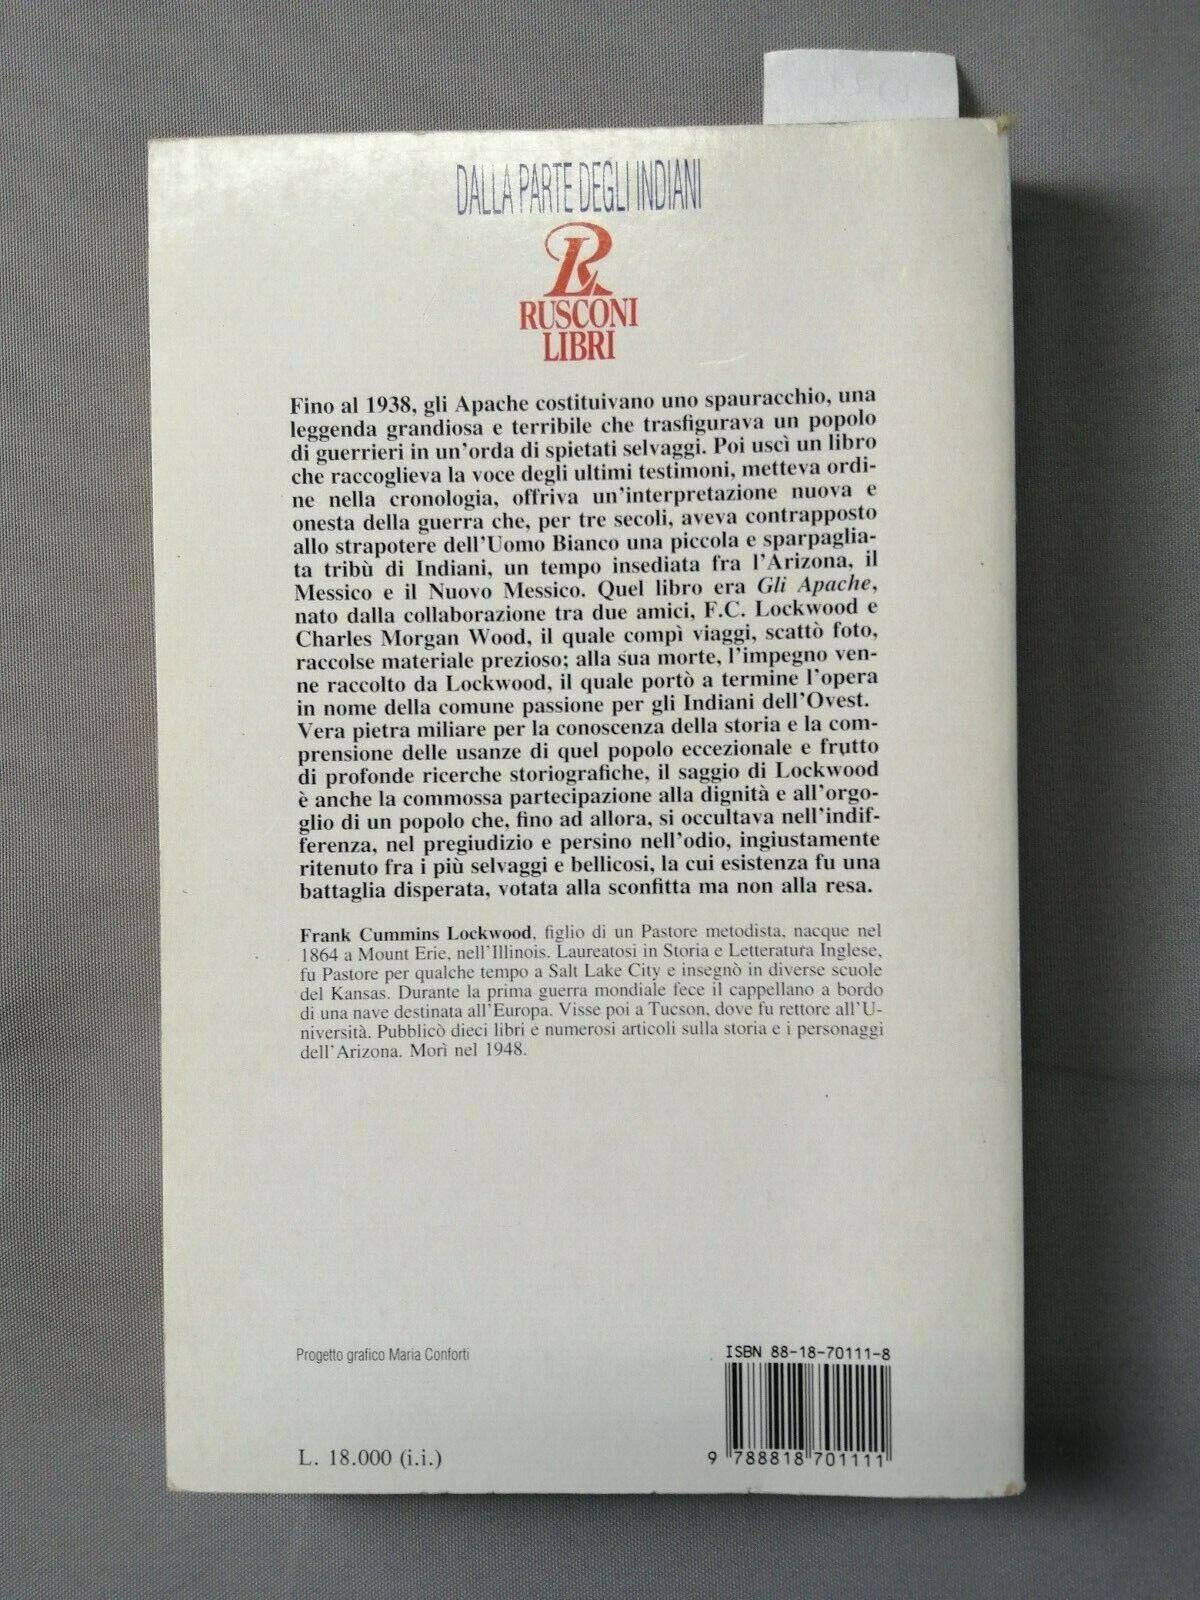 DALLA PARTE DEGLI INDIANI
RUSCONI
LIBRI
Fino al 1938, gli Apache costituivano uno spauracchio, una
leggenda grandiosa e terribile che trasfigurava un popolo
di guerrieri in un'orda di spietati selvaggi. Poi uscì un libro
che raccoglieva la voce degli ultimi testimoni, metteva ordi-
ne nella cronologia, offriva un'interpretazione nuova e
onesta della guerra che, per tre secoli, aveva contrapposto
allo strapotere dell'Uomo Bianco una piccola e sparpaglia-
ta tribù di Indiani, un tempo insediata fra l'Arizona, il
Messico e il Nuovo Messico. Quel libro era Gli Apache,
nato dalla collaborazione tra due amici, F.C. Lockwood e
Charles Morgan Wood, il quale compì viaggi, scattò foto,
raccolse materiale prezioso; alla sua morte, l'impegno ven-
ne raccolto da Lockwood, il quale portò a termine l'opera
in nome della comune passione per gli Indiani dell'Ovest.
Vera pietra miliare per la conoscenza della storia e la com-
prensione delle usanze di quel popolo eccezionale e frutto
di profonde ricerche storiografiche, il saggio di Lockwood
è anche la commossa partecipazione alla dignità e all'orgo-
glio di un popolo che, fino ad allora, si occultava nell'indif-
ferenza, nel pregiudizio e persino nell'odio, ingiustamente
ritenuto fra i più selvaggi e bellicosi, la cui esistenza fu una
battaglia disperata, votata alla sconfitta ma non alla resa.
Frank Cummins Lockwood, figlio di un Pastore metodista, nacque nel
1864 a Mount Erie, nell'Illinois. Laureatosi in Storia e Letteratura Inglese,
fu Pastore per qualche tempo a Salt Lake City e insegnò in diverse scuole
del Kansas. Durante la prima guerra mondiale fece il cappellano a bordo
di una nave destinata all'Europa. Visse poi a Tucson, dove fu rettore all'U-
niversità. Pubblicò dieci libri e numerosi articoli sulla storia e i personaggi
dell'Arizona. Morì nel 1948.
Progetto grafico Maria Conforti
ISBN 88-18-70111-8
L. 18.000 (i.i.)
9 788818 701111